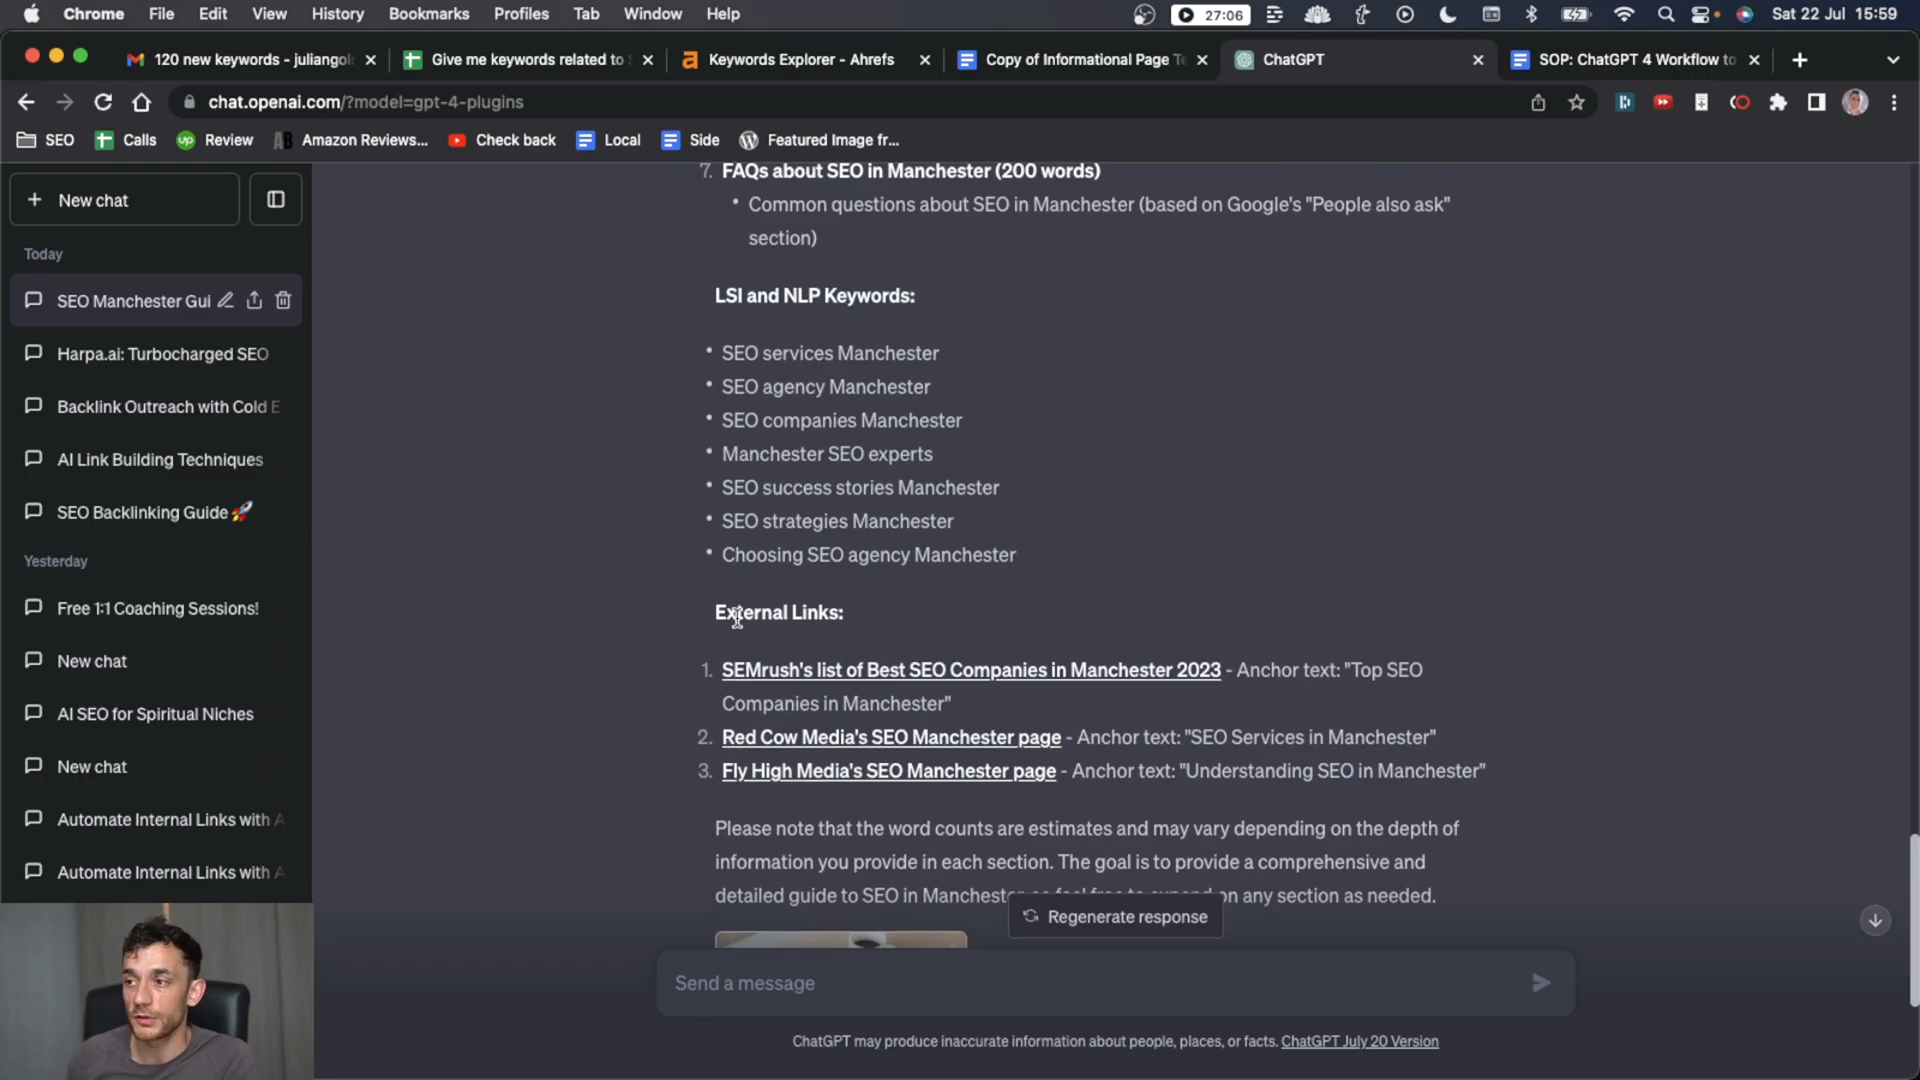 Chrome File Edit View History Bookmarks Profiles Tab Window Help 27:06 Sat 22 Jul 15:59
120 new keywords - juliangol
Give me keywords related to S
Keywords Explorer - Ahrefs
Copy of Informational Page Te
ChatGPT
SOP: ChatGPT 4 Workflow to
chat.openai.com/?model=gpt-4-plugins
SEO Calls Review Amazon Reviews... Check back Local Side Featured Image fr...
New chat
Today
SEO Manchester Gui
Harpa.ai: Turbocharged SEO
Backlink Outreach with Cold E
AI Link Building Techniques
SEO Backlinking Guide 🚀
Yesterday
Free 1:1 Coaching Sessions!
New chat
AI SEO for Spiritual Niches
New chat
Automate Internal Links with A
Automate Internal Links with A
7. FAQs about SEO in Manchester (200 words)
• Common questions about SEO in Manchester (based on Google's "People also ask"
section)
LSI and NLP Keywords:
• SEO services Manchester
• SEO agency Manchester
• SEO companies Manchester
• Manchester SEO experts
• SEO success stories Manchester
• SEO strategies Manchester
• Choosing SEO agency Manchester
External Links:
1. SEMrush's list of Best SEO Companies in Manchester 2023 - Anchor text: "Top SEO
Companies in Manchester"
2. Red Cow Media's SEO Manchester page - Anchor text: "SEO Services in Manchester"
3. Fly High Media's SEO Manchester page - Anchor text: "Understanding SEO in Manchester"
Please note that the word counts are estimates and may vary depending on the depth of
information you provide in each section. The goal is to provide a comprehensive and
detailed guide to SEO in Manchester, so feel free to expand on any section as needed.
Regenerate response
Send a message
ChatGPT may produce inaccurate information about people, places, or facts. ChatGPT July 20 Version